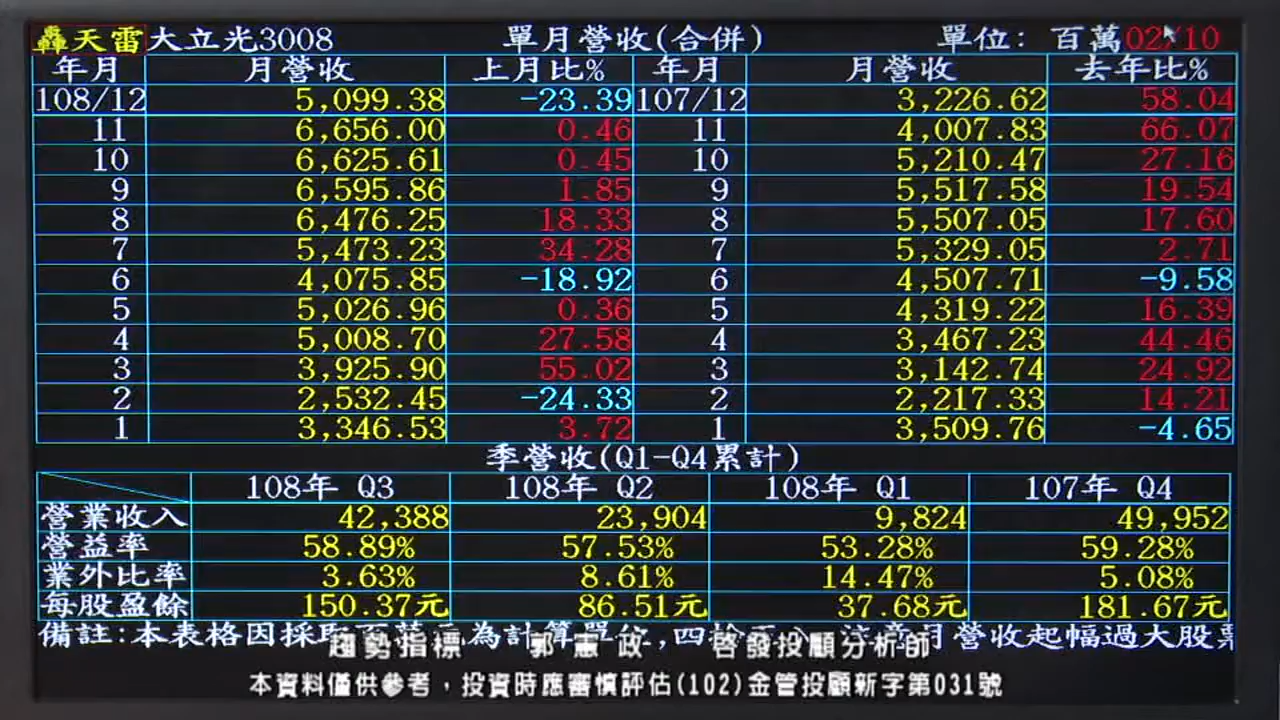 轟天雷 大立光3008 單月營收(合併) 單位: 百萬 02/10
年月 月營收 上月比% 年月 月營收 去年比%
108/12 5,099.38 -23.39 107/12 3,226.62 58.04
11 6,656.00 0.46 11 4,007.83 66.07
10 6,625.61 0.45 10 5,210.47 27.16
9 6,595.86 1.85 9 5,517.58 19.54
8 6,476.25 18.33 8 5,507.05 17.60
7 5,473.23 34.28 7 5,329.05 2.71
6 4,075.85 -18.92 6 4,507.71 -9.58
5 5,026.96 0.36 5 4,319.22 16.39
4 5,008.70 27.58 4 3,467.23 44.46
3 3,925.90 55.02 3 3,142.74 24.92
2 2,532.45 -24.33 2 2,217.33 14.21
1 3,346.53 3.72 1 3,509.76 -4.65
季營收(Q1-Q4累計)
108年 Q3 108年 Q2 108年 Q1 107年 Q4
營業收入 42,388 23,904 9,824 49,952
營益率 58.89% 57.53% 53.28% 59.28%
業外比率 3.63% 8.61% 14.47% 5.08%
每股盈餘 150.37元 86.51元 37.68元 181.67元
備註:本表格因採取百萬元為計算單位,四捨五入 月營收起幅過大股票
趨勢指標 郭憲政 啓發投顧分析師
本資料僅供參考，投資時應審慎評估(102)金管投顧新字第031號